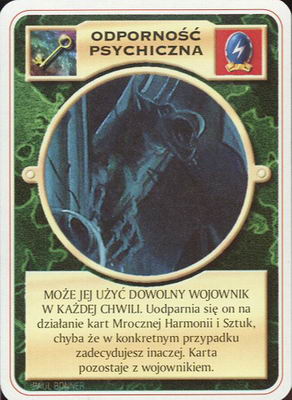 ODPORNOŚĆ
PSYCHICZNA
MOŻE JEJ UŻYĆ DOWOLNY WOJOWNIK
W KAŻDEJ CHWILI. Uodparnia się on na
działanie kart Mrocznej Harmonii i Sztuk,
chyba że w konkretnym przypadku
zadecydujesz inaczej. Karta
pozostaje z wojownikiem.
PAUL BONNER